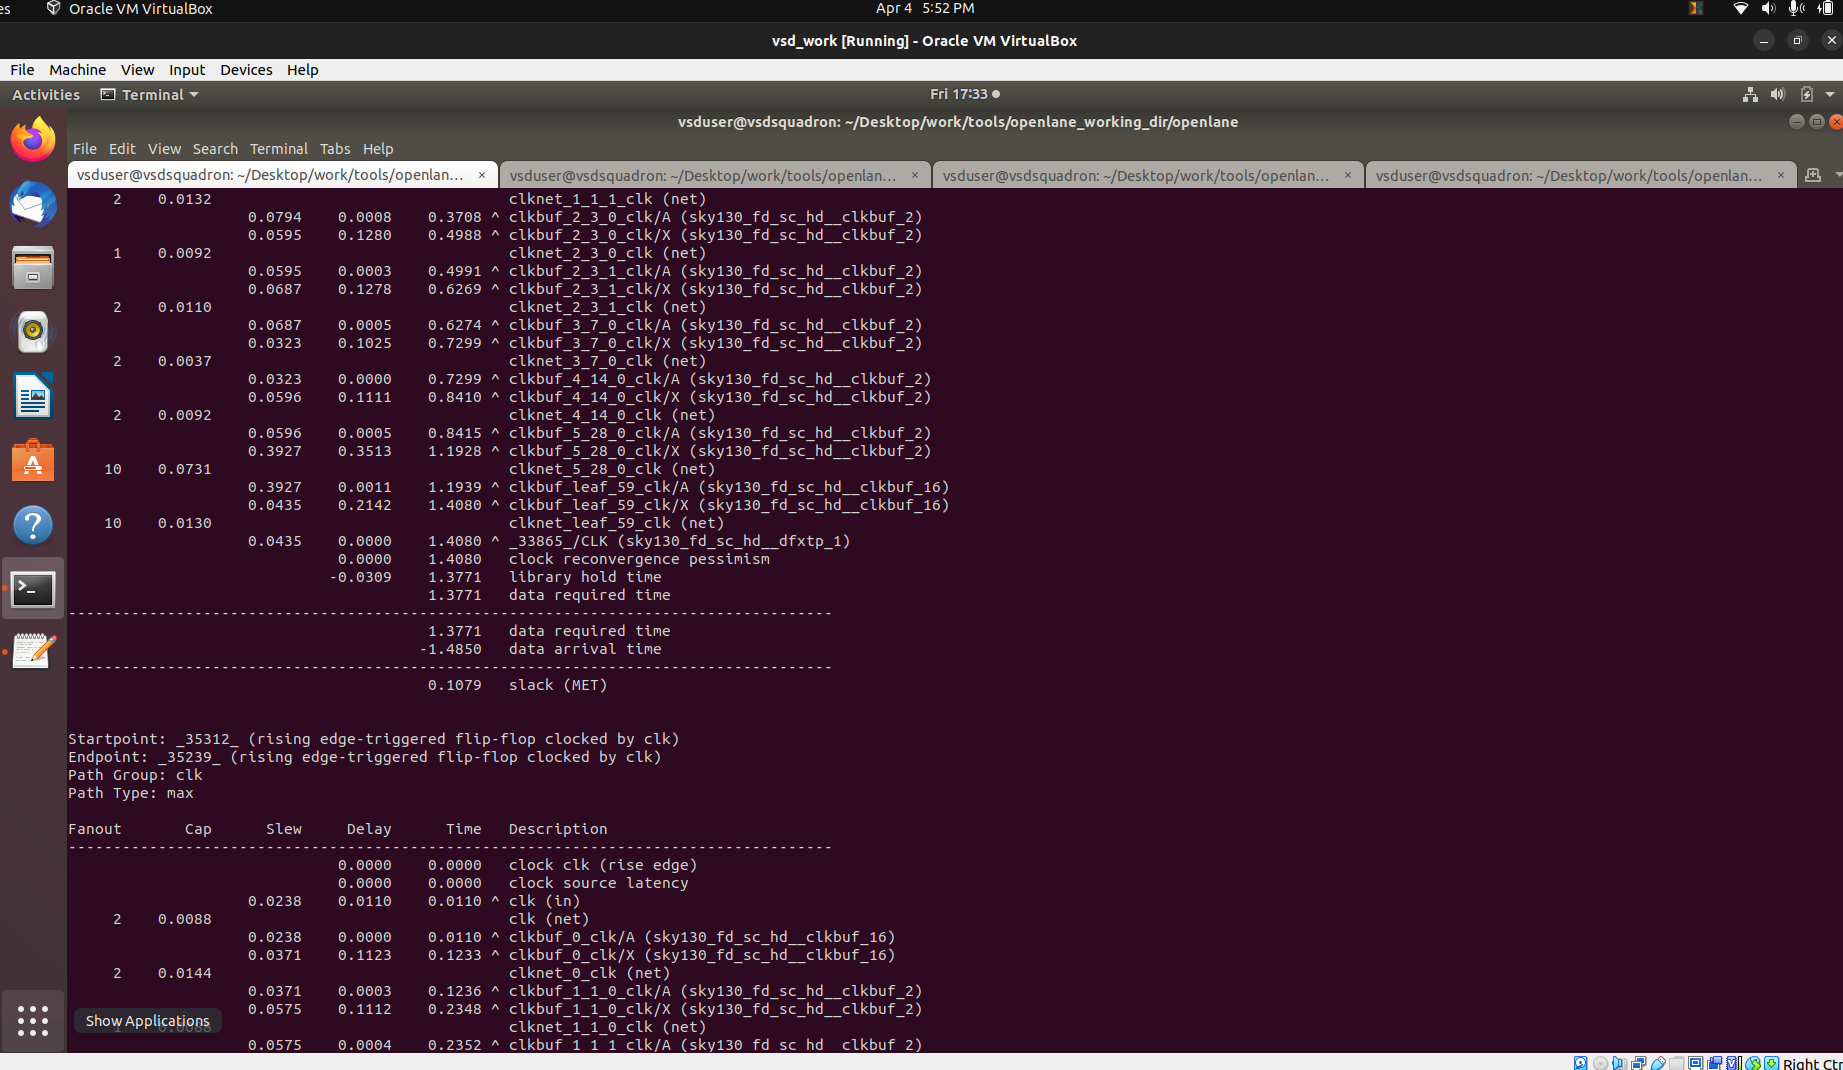 es Oracle VM VirtualBox Apr 4 5:52 PM
vsd_work [Running] - Oracle VM VirtualBox
File Machine View Input Devices Help
Activities Terminal Fri 17:33
vsduser@vsdsquadron: ~/Desktop/work/tools/openlane_working_dir/openlane
File Edit View Search Terminal Tabs Help
vsduser@vsdsquadron: ~/Desktop/work/tools/openlan... × vsduser@vsdsquadron: ~/Desktop/work/tools/openlan... × vsduser@vsdsquadron: ~/Desktop/work/tools/openlan... × vsduser@vsdsquadron: ~/Desktop/work/tools/openlan... ×
2 0.0132 clknet_1_1_1_clk (net)
0.0794 0.0008 0.3708 ^ clkbuf_2_3_0_clk/A (sky130_fd_sc_hd__clkbuf_2)
0.0595 0.1280 0.4988 ^ clkbuf_2_3_0_clk/X (sky130_fd_sc_hd__clkbuf_2)
1 0.0092 clknet_2_3_0_clk (net)
0.0595 0.0003 0.4991 ^ clkbuf_2_3_1_clk/A (sky130_fd_sc_hd__clkbuf_2)
0.0687 0.1278 0.6269 ^ clkbuf_2_3_1_clk/X (sky130_fd_sc_hd__clkbuf_2)
2 0.0110 clknet_2_3_1_clk (net)
0.0687 0.0005 0.6274 ^ clkbuf_3_7_0_clk/A (sky130_fd_sc_hd__clkbuf_2)
0.0323 0.1025 0.7299 ^ clkbuf_3_7_0_clk/X (sky130_fd_sc_hd__clkbuf_2)
2 0.0037 clknet_3_7_0_clk (net)
0.0323 0.0000 0.7299 ^ clkbuf_4_14_0_clk/A (sky130_fd_sc_hd__clkbuf_2)
0.0596 0.1111 0.8410 ^ clkbuf_4_14_0_clk/X (sky130_fd_sc_hd__clkbuf_2)
2 0.0092 clknet_4_14_0_clk (net)
0.0596 0.0005 0.8415 ^ clkbuf_5_28_0_clk/A (sky130_fd_sc_hd__clkbuf_2)
0.3927 0.3513 1.1928 ^ clkbuf_5_28_0_clk/X (sky130_fd_sc_hd__clkbuf_2)
10 0.0731 clknet_5_28_0_clk (net)
0.3927 0.0011 1.1939 ^ clkbuf_leaf_59_clk/A (sky130_fd_sc_hd__clkbuf_16)
0.0435 0.2142 1.4080 ^ clkbuf_leaf_59_clk/X (sky130_fd_sc_hd__clkbuf_16)
10 0.0130 clknet_leaf_59_clk (net)
0.0435 0.0000 1.4080 ^ _33865_/CLK (sky130_fd_sc_hd__dfxtp_1)
0.0000 1.4080 clock reconvergence pessimism
-0.0309 1.3771 library hold time
1.3771 data required time
-------------------------------------------------------------------------------------
1.3771 data required time
-1.4850 data arrival time
-------------------------------------------------------------------------------------
0.1079 slack (MET)
Startpoint: _35312_ (rising edge-triggered flip-flop clocked by clk)
Endpoint: _35239_ (rising edge-triggered flip-flop clocked by clk)
Path Group: clk
Path Type: max
Fanout Cap Slew Delay Time Description
-------------------------------------------------------------------------------------
0.0000 0.0000 clock clk (rise edge)
0.0000 0.0000 clock source latency
0.0238 0.0110 0.0110 ^ clk (in)
2 0.0088 clk (net)
0.0238 0.0000 0.0110 ^ clkbuf_0_clk/A (sky130_fd_sc_hd__clkbuf_16)
0.0371 0.1123 0.1233 ^ clkbuf_0_clk/X (sky130_fd_sc_hd__clkbuf_16)
2 0.0144 clknet_0_clk (net)
0.0371 0.0003 0.1236 ^ clkbuf_1_1_0_clk/A (sky130_fd_sc_hd__clkbuf_2)
0.0575 0.1112 0.2348 ^ clkbuf_1_1_0_clk/X (sky130_fd_sc_hd__clkbuf_2)
Show Applications clknet_1_1_0_clk (net)
0.0575 0.0004 0.2352 ^ clkbuf_1_1_1_clk/A (sky130_fd_sc_hd__clkbuf_2)
Right Ctr